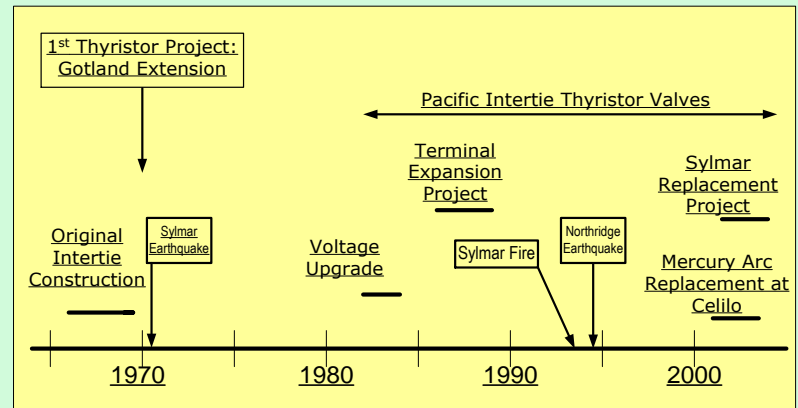 1st Thyristor Project:
Gotland Extension
Pacific Intertie Thyristor Valves
Terminal
Expansion
Project
Sylmar
Replacement
Project
Original
Intertie
Construction
Sylmar
Earthquake
Voltage
Upgrade
Sylmar Fire
Northridge
Earthquake
Mercury Arc
Replacement at
Celilo
1970
1980
1990
2000